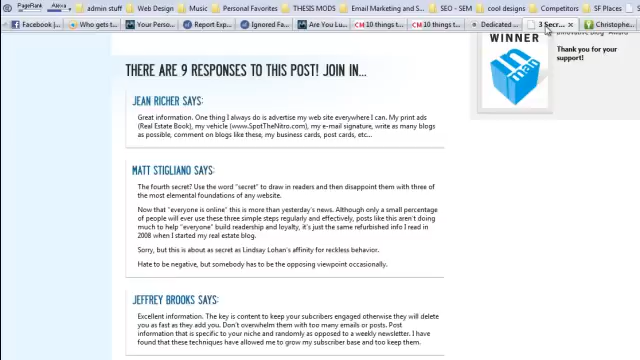 PageRank Alexa admin stuff Web Design Music Personal Favorites THESIS MODS Email Marketing and S... SEO - SEM cool designs Competitors SF Places C
Facebook | Who gets t... Your Perso... Report Exp... Ignored Fa... Are You Lu... 10 things t... 10 things t... Dedicated ... 3 Secr... Christophe...
WINNER
Innovative Blog Award
Thank you for your
support!
in
man
THERE ARE 9 RESPONSES TO THIS POST! JOIN IN...
JEAN RICHER SAYS:
Great information. One thing I always do is advertise my web site everywhere I can. My print ads
(Real Estate Book), my vehicle (www.SpotTheNitro.com), my e-mail signature, write as many blogs
as possible, comment on blogs like these, my business cards, post cards, etc...
MATT STIGLIANO SAYS:
The fourth secret? Use the word "secret" to draw in readers and then disappoint them with three of
the most elemental foundations of any website.
Now that "everyone is online" this is more than yesterday's news. Although only a small percentage
of people will ever use these three simple steps regularly and effectively, posts like this aren't doing
much to help "everyone" build readership and loyalty, it's just the same refurbished info I read in
2008 when I started my real estate blog.
Sorry, but this is about as secret as Lindsay Lohan's affinity for reckless behavior.
Hate to be negative, but somebody has to be the opposing viewpoint occasionally.
JEFFREY BROOKS SAYS:
Excellent information. The key is content to keep your subcribers engaged otherwise they will delete
you as fast as they add you. Don't overwhelm them with too many emails or posts. Post
information that is specific to your niche and randomly as opposed to a weekly newsletter. I have
found that these techniques have allowed me to grow my subscriber base and too keep them.